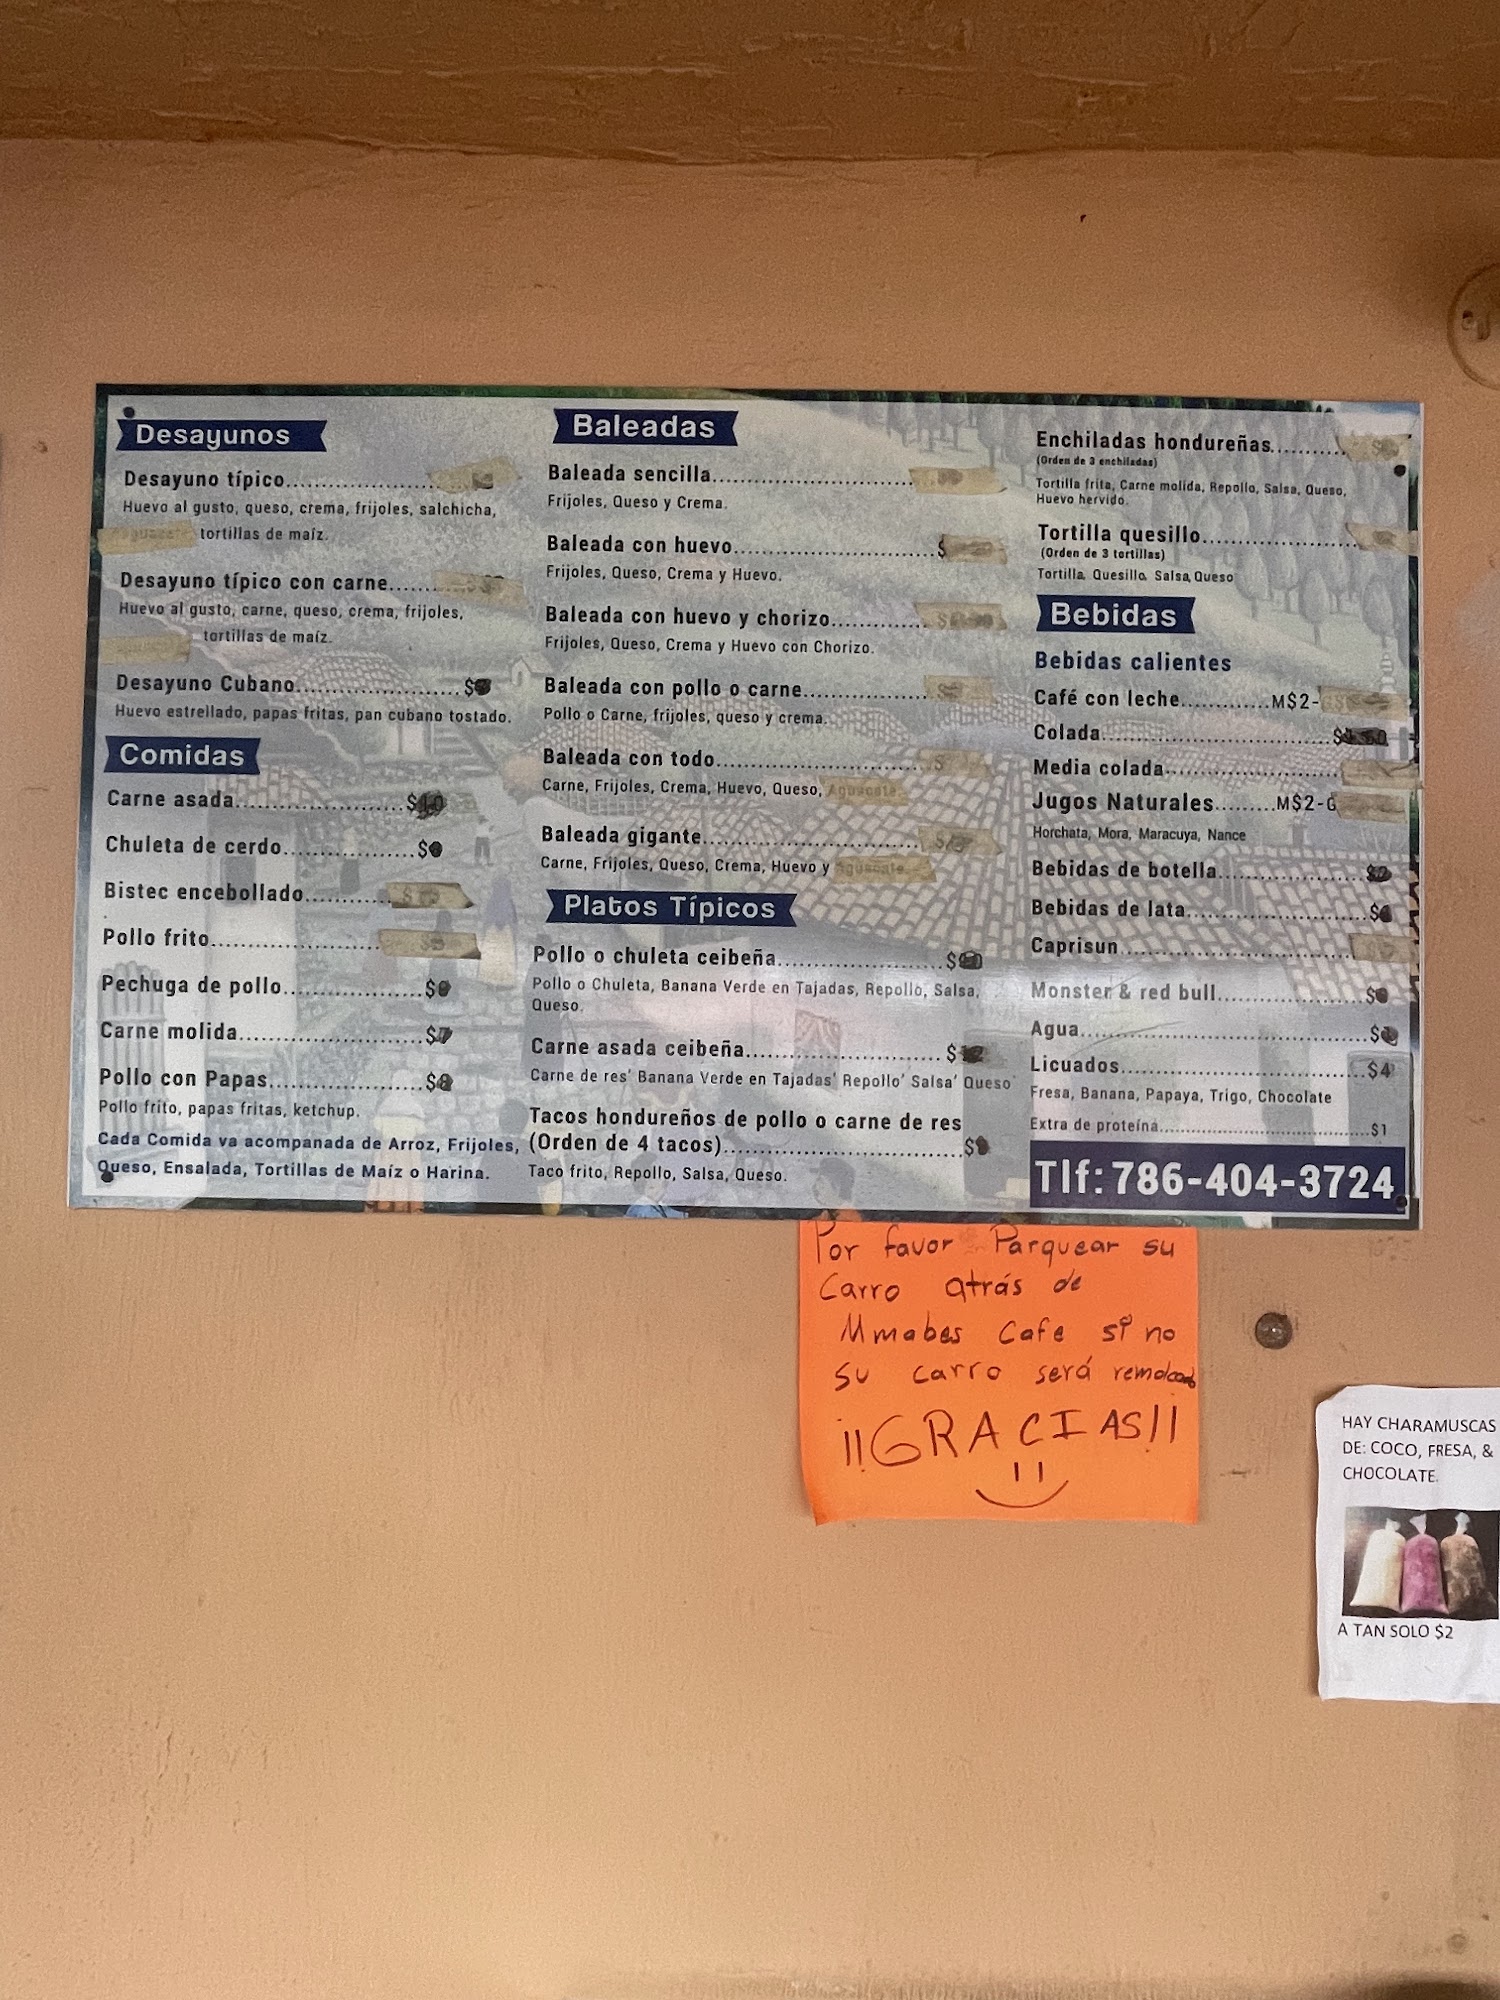 Desayunos
Desayuno típico
Huevo al gusto, queso, crema, frijoles, salchicha,
tortillas de maíz.
Desayuno típico con carne
Huevo al gusto, carne, queso, crema, frijoles,
tortillas de maíz.
Desayuno Cubano $
Huevo estrellado, papas fritas, pan cubano tostado.
Comidas
Carne asada $
Chuleta de cerdo $
Bistec encebollado
Pollo frito
Pechuga de pollo $
Carne molida $
Pollo con Papas $
Pollo frito, papas fritas, ketchup.
Cada Comida va acompanada de Arroz, Frijoles,
Queso, Ensalada, Tortillas de Maíz o Harina.
Baleadas
Baleada sencilla
Frijoles, Queso y Crema.
Baleada con huevo $
Frijoles, Queso, Crema y Huevo.
Baleada con huevo y chorizo
Frijoles, Queso, Crema y Huevo con Chorizo.
Baleada con pollo o carne
Pollo o Carne, frijoles, queso y crema.
Baleada con todo
Carne, Frijoles, Crema, Huevo, Queso, Aguacate.
Baleada gigante
Carne, Frijoles, Queso, Crema, Huevo y Aguacate.
Platos Típicos
Pollo o chuleta ceibeña $
Pollo o Chuleta, Banana Verde en Tajadas, Repollo, Salsa,
Queso.
Carne asada ceibeña $
Carne de res' Banana Verde en Tajadas' Repollo' Salsa' Queso
Tacos hondureños de pollo o carne de res
(Orden de 4 tacos) $
Taco frito, Repollo, Salsa, Queso.
Enchiladas hondureñas
(Orden de 3 enchiladas)
Tortilla frita, Carne molida, Repollo, Salsa, Queso,
Huevo hervido.
Tortilla quesillo
(Orden de 3 tortillas)
Tortilla, Quesillo, Salsa, Queso
Bebidas
Bebidas calientes
Café con leche M$2-
Colada $
Media colada
Jugos Naturales M$2-G
Horchata, Mora, Maracuya, Nance
Bebidas de botella $
Bebidas de lata $
Caprisun
Monster & red bull $
Agua $
Licuados $4
Fresa, Banana, Papaya, Trigo, Chocolate
Extra de proteína $1
Tlf: 786-404-3724
Por favor Parquear su
Carro atrás de
Mmabes Cafe si no
su carro será
¡¡GRACIAS!!
HAY CHARAMUSCAS
DE: COCO, FRESA, &
CHOCOLATE.
A TAN SOLO $2